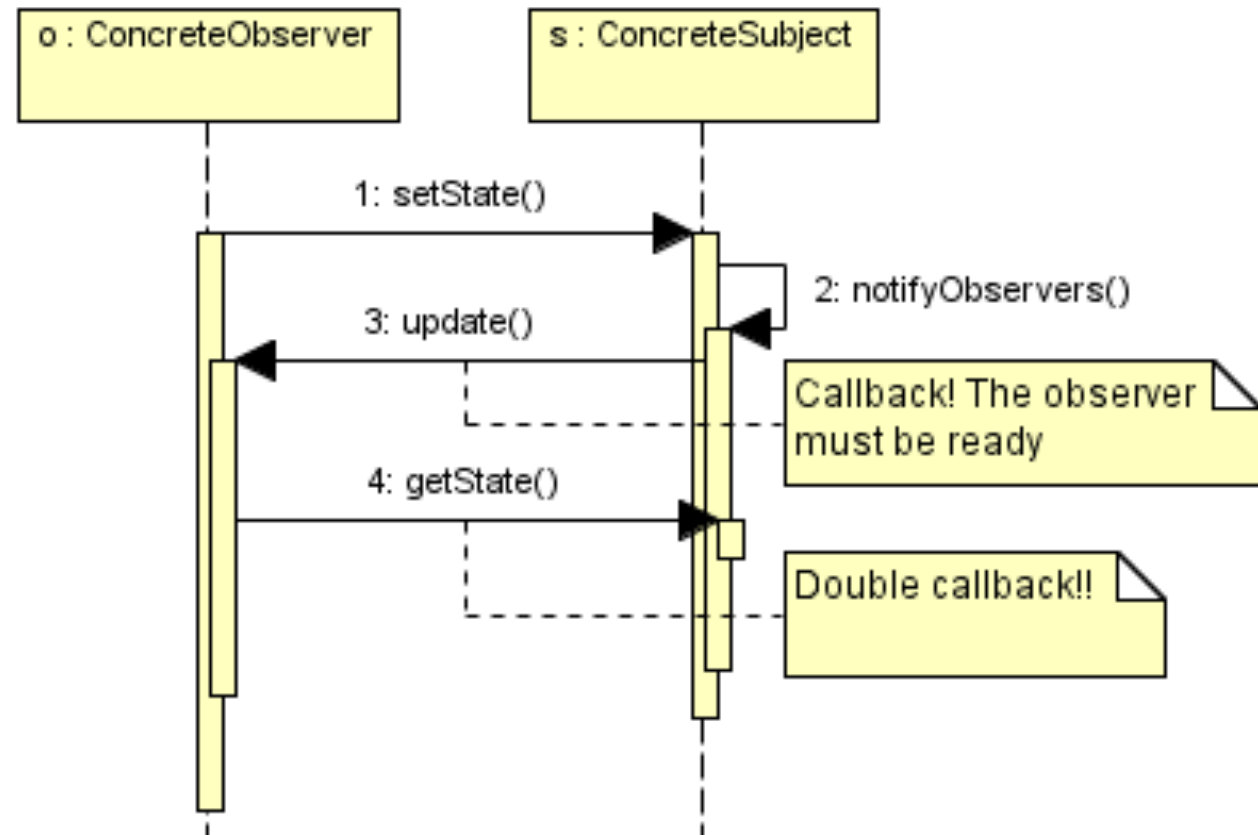 o : ConcreteObserver
s : ConcreteSubject
1: setState()
2: notifyObservers()
3: update()
Callback! The observer
must be ready
4: getState()
Double callback!!